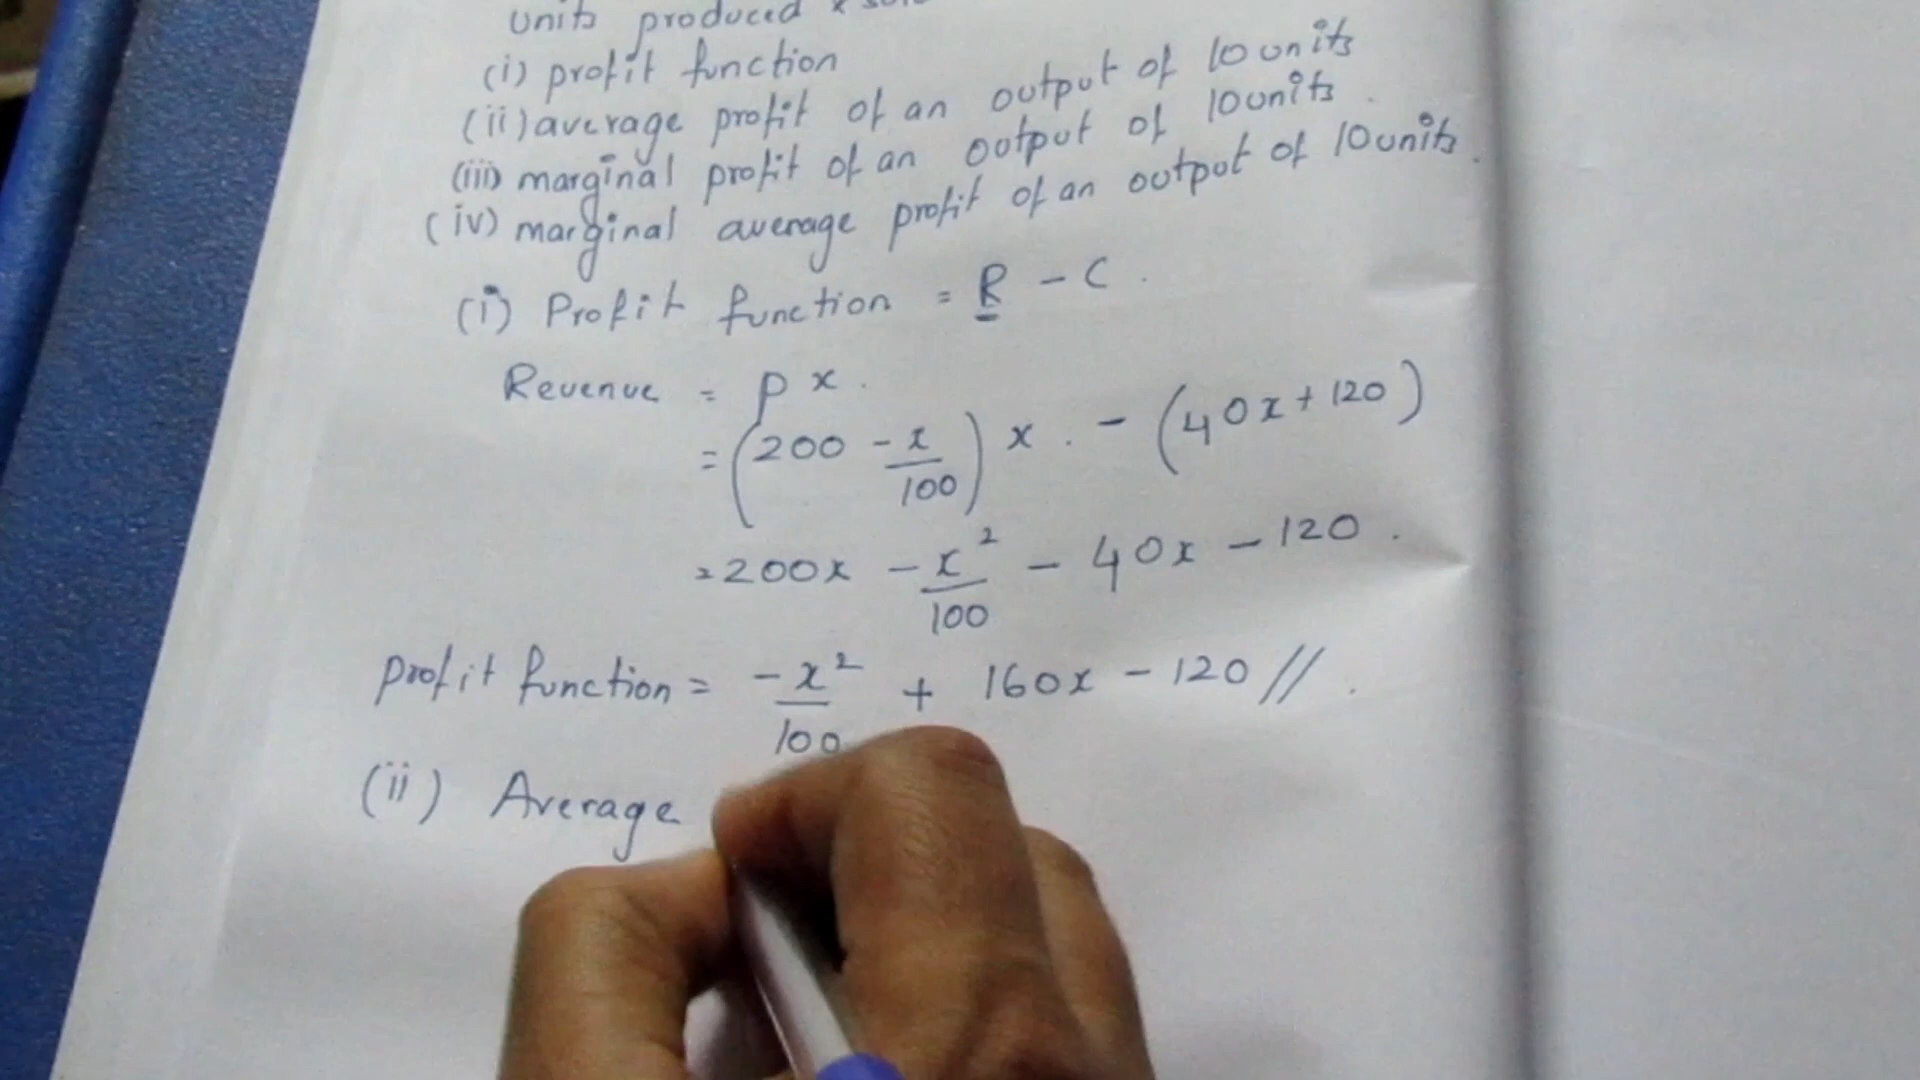 units produced
(i) profit function
(ii) average profit of an output of 10 units
(iii) marginal profit of an output of 10 units
(iv) marginal average profit of an output of 10 units.
(i) Profit function = R - C.
Revenue = px.
= (200 - x/100) x. - (40x + 120)
= 200x - x²/100 - 40x - 120.
profit function = -x²/100 + 160x - 120 //.
(ii) Average